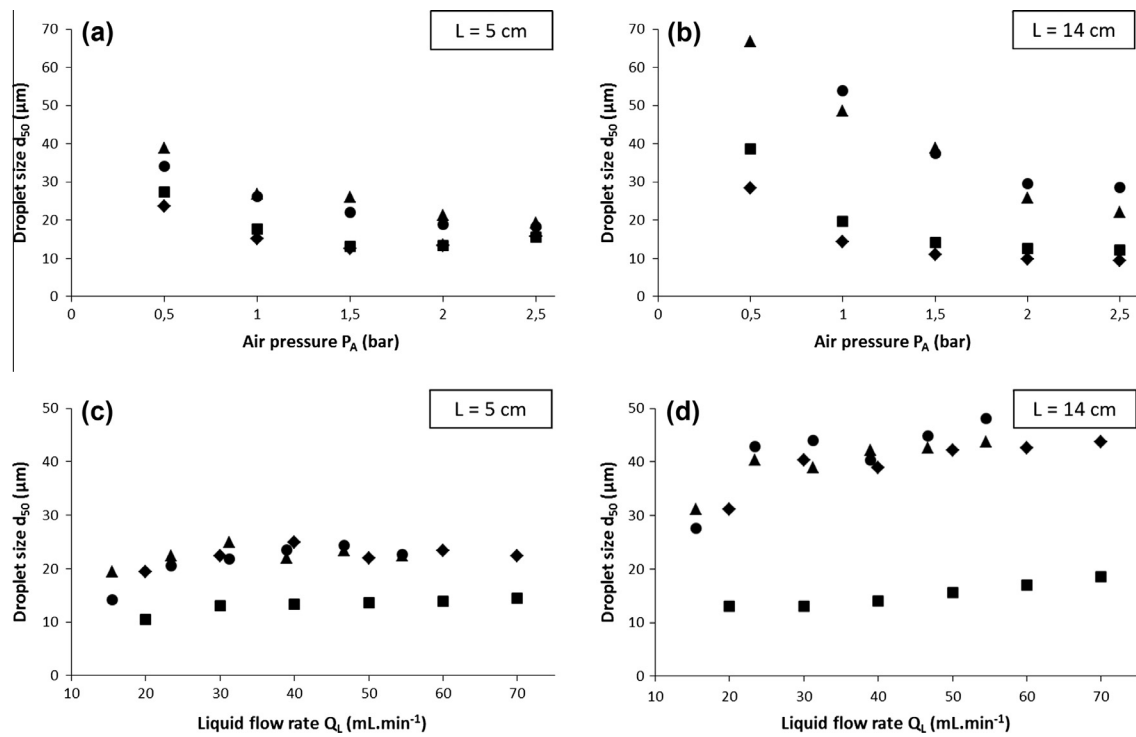 (a)
L = 5 cm
70
60
50
40
30
20
10
0
Droplet size d₅₀ (µm)
0 0,5 1 1,5 2 2,5
Air pressure P_A (bar)
(b)
L = 14 cm
70
60
50
40
30
20
10
0
Droplet size d₅₀ (µm)
0 0,5 1 1,5 2 2,5
Air pressure P_A (bar)
(c)
L = 5 cm
50
40
30
20
10
0
Droplet size d₅₀ (µm)
10 20 30 40 50 60 70
Liquid flow rate Q_L (mL.min⁻¹)
(d)
L = 14 cm
50
40
30
20
10
0
Droplet size d₅₀ (µm)
10 20 30 40 50 60 70
Liquid flow rate Q_L (mL.min⁻¹)